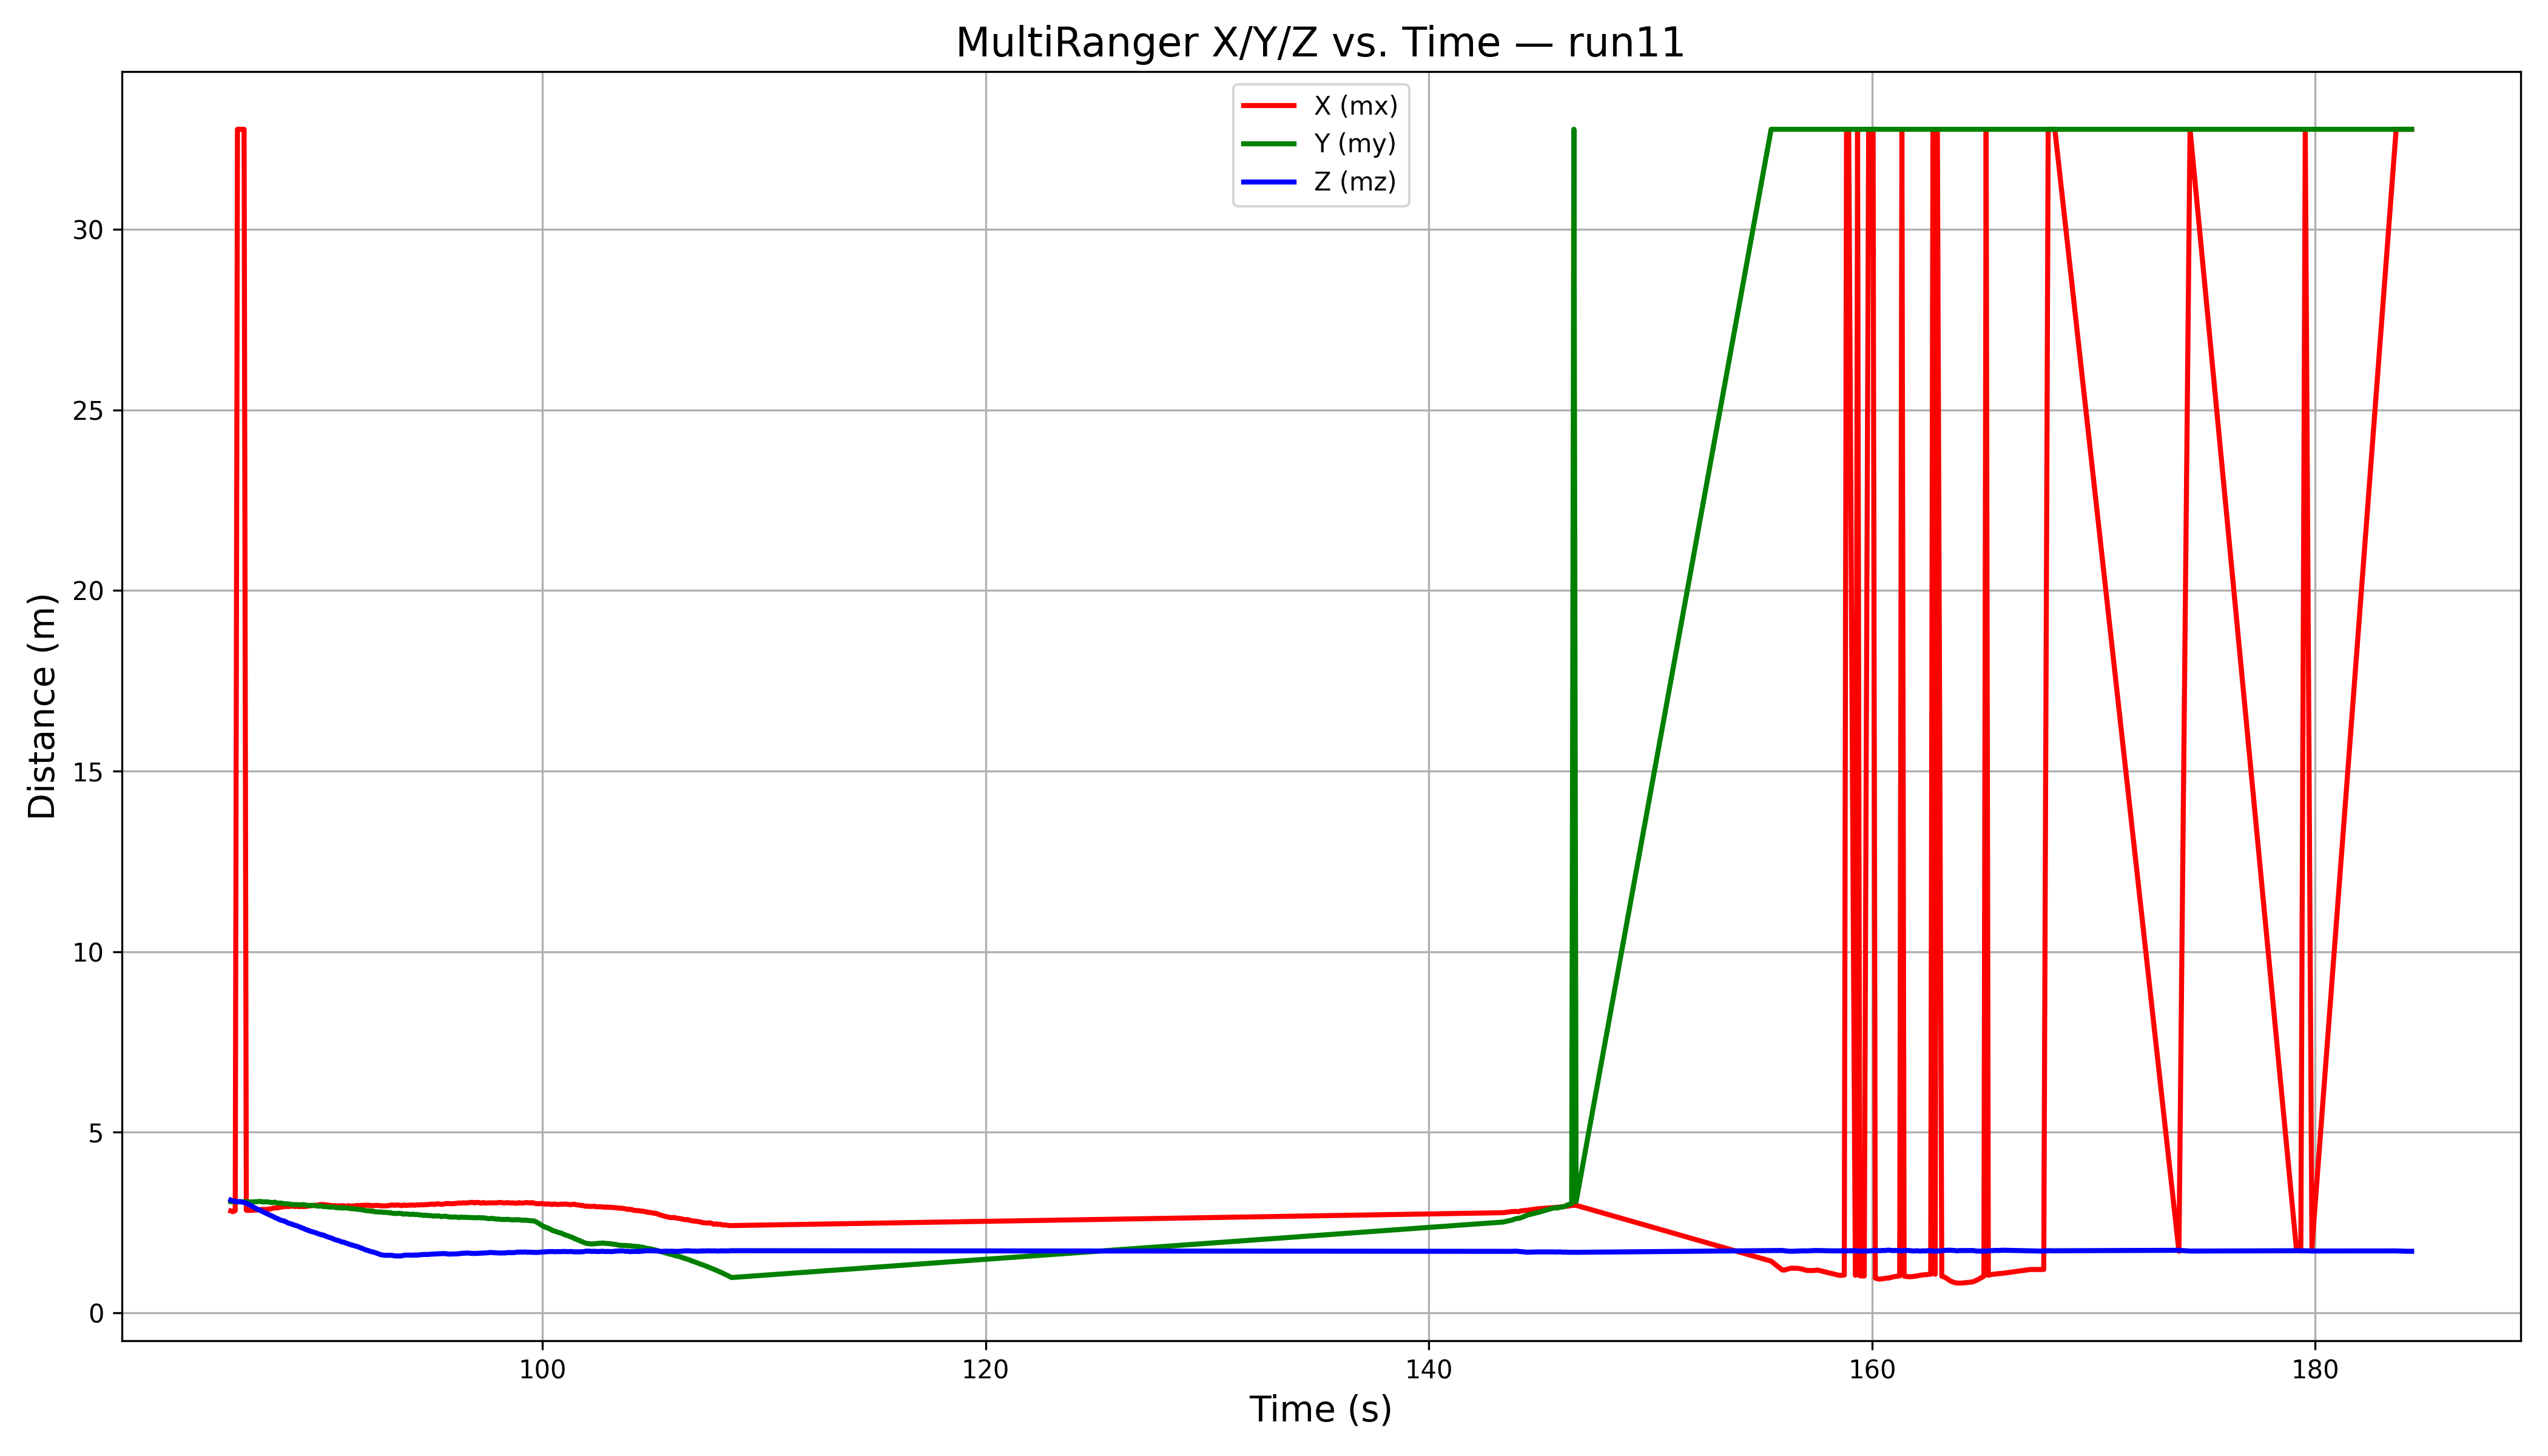 MultiRanger X/Y/Z vs. Time — run11
X (mx)
Y (my)
Z (mz)
Distance (m)
30
25
20
15
10
5
0
100
120
140
160
180
Time (s)